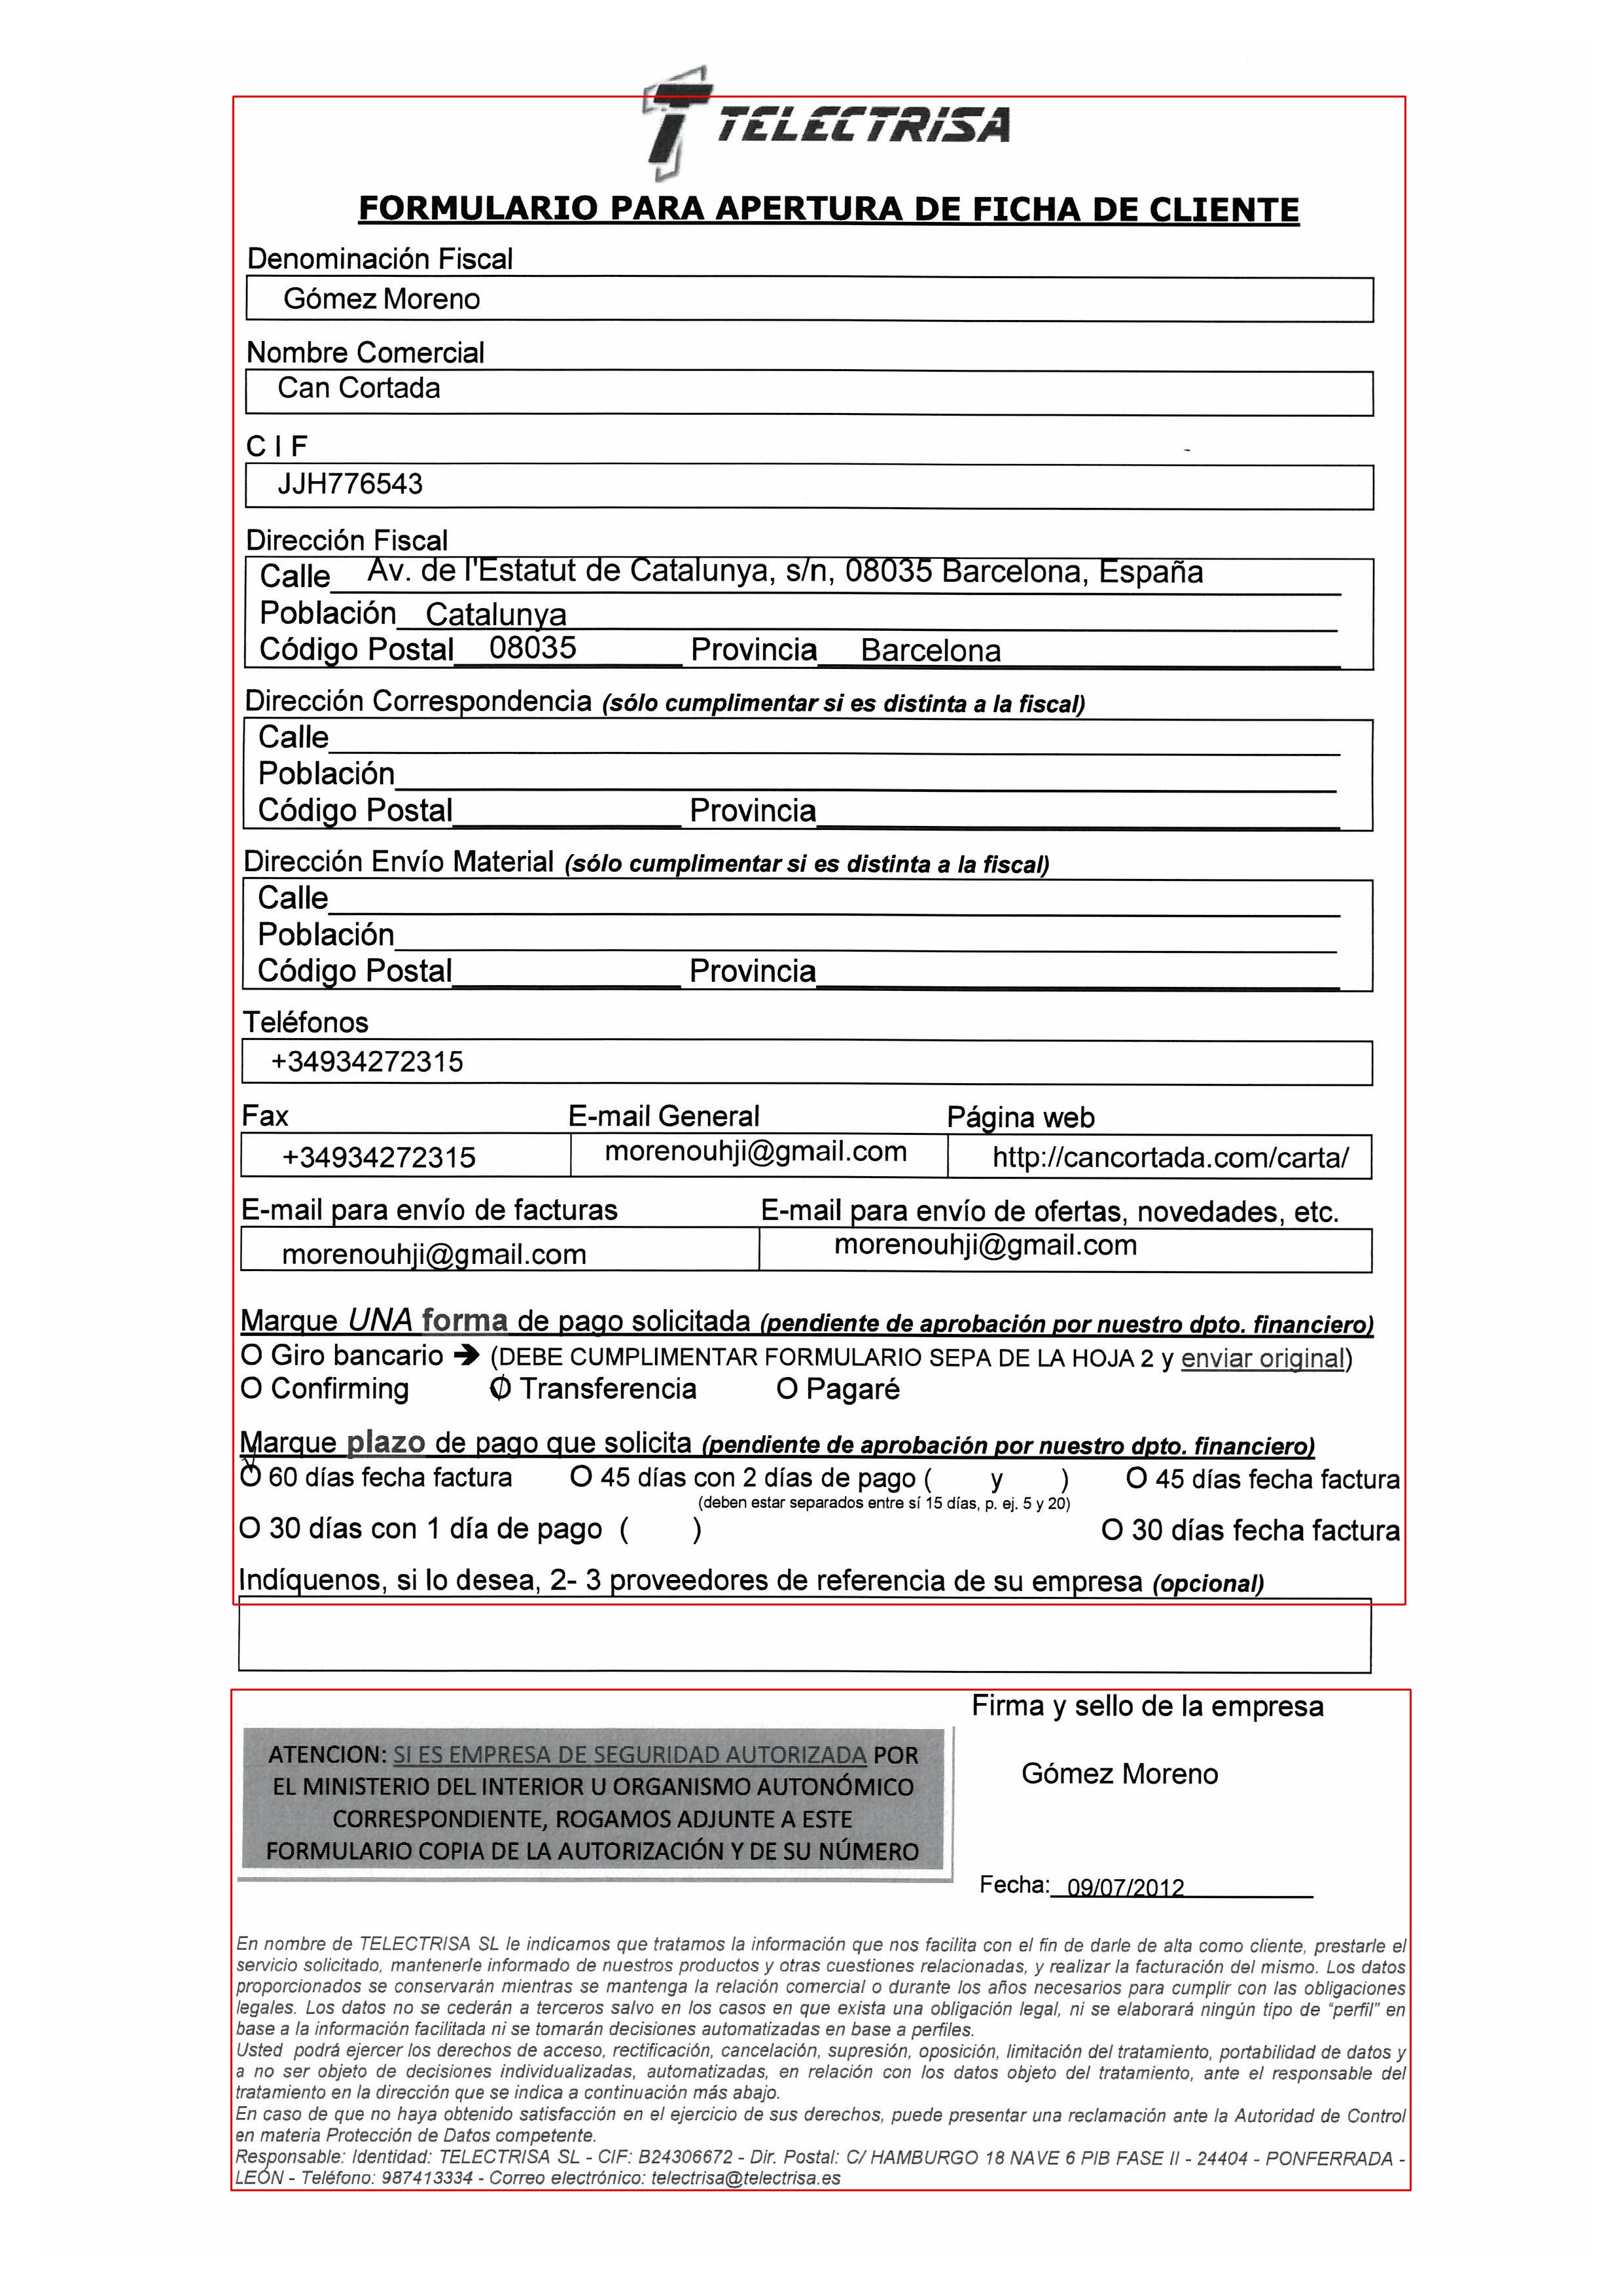 TELECTRISA
FORMULARIO PARA APERTURA DE FICHA DE CLIENTE
Denominación Fiscal
Gómez Moreno
Nombre Comercial
Can Cortada
C I F
JJH776543
Dirección Fiscal
Calle Av. de l'Estatut de Catalunya, s/n, 08035 Barcelona, España
Población Catalunya
Código Postal 08035 Provincia Barcelona
Dirección Correspondencia (sólo cumplimentar si es distinta a la fiscal)
Calle
Población
Código Postal Provincia
Dirección Envío Material (sólo cumplimentar si es distinta a la fiscal)
Calle
Población
Código Postal Provincia
Teléfonos
+34934272315
Fax E-mail General Página web
+34934272315 morenouhji@gmail.com http://cancortada.com/carta/
E-mail para envío de facturas E-mail para envío de ofertas, novedades, etc.
morenouhji@gmail.com morenouhji@gmail.com
Marque UNA forma de pago solicitada (pendiente de aprobación por nuestro dpto. financiero)
O Giro bancario ➔ (DEBE CUMPLIMENTAR FORMULARIO SEPA DE LA HOJA 2 y enviar original)
O Confirming O Transferencia O Pagaré
Marque plazo de pago que solicita (pendiente de aprobación por nuestro dpto. financiero)
O 60 días fecha factura O 45 días con 2 días de pago ( y ) O 45 días fecha factura
(deben estar separados entre sí 15 días, p. ej. 5 y 20)
O 30 días con 1 día de pago ( ) O 30 días fecha factura
Indíquenos, si lo desea, 2- 3 proveedores de referencia de su empresa (opcional)
Firma y sello de la empresa
ATENCION: SI ES EMPRESA DE SEGURIDAD AUTORIZADA POR
EL MINISTERIO DEL INTERIOR U ORGANISMO AUTONÓMICO
CORRESPONDIENTE, ROGAMOS ADJUNTE A ESTE
FORMULARIO COPIA DE LA AUTORIZACIÓN Y DE SU NÚMERO
Gómez Moreno
Fecha: 09/07/2012
En nombre de TELECTRISA SL le indicamos que tratamos la información que nos facilita con el fin de darle de alta como cliente, prestarle el
servicio solicitado, mantenerle informado de nuestros productos y otras cuestiones relacionadas, y realizar la facturación del mismo. Los datos
proporcionados se conservarán mientras se mantenga la relación comercial o durante los años necesarios para cumplir con las obligaciones
legales. Los datos no se cederán a terceros salvo en los casos en que exista una obligación legal, ni se elaborará ningún tipo de “perfil” en
base a la información facilitada ni se tomarán decisiones automatizadas en base a perfiles.
Usted podrá ejercer los derechos de acceso, rectificación, cancelación, supresión, oposición, limitación del tratamiento, portabilidad de datos y
a no ser objeto de decisiones individualizadas, automatizadas, en relación con los datos objeto del tratamiento, ante el responsable del
tratamiento en la dirección que se indica a continuación más abajo.
En caso de que no haya obtenido satisfacción en el ejercicio de sus derechos, puede presentar una reclamación ante la Autoridad de Control
en materia Protección de Datos competente.
Responsable: Identidad: TELECTRISA SL - CIF: B24306672 - Dir. Postal: C/ HAMBURGO 18 NAVE 6 PIB FASE II - 24404 - PONFERRADA -
LEÓN - Teléfono: 987413334 - Correo electrónico: telectrisa@telectrisa.es